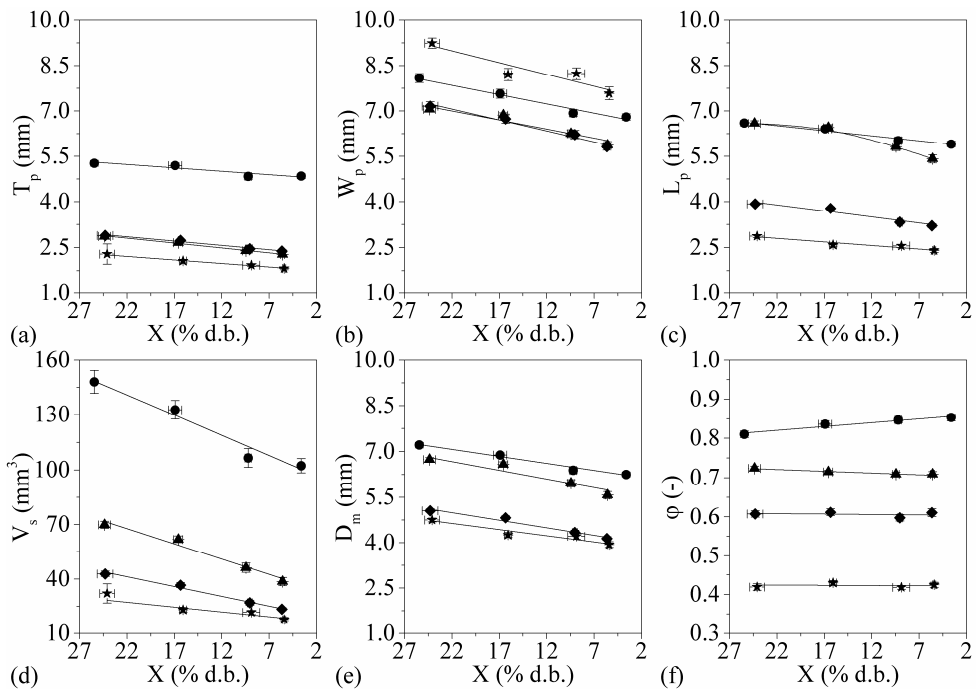 10.0
8.5
7.0
5.5
4.0
2.5
1.0
Tp (mm)
27 22 17 12 7 2
(a) X (% d.b.)
10.0
8.5
7.0
5.5
4.0
2.5
1.0
Wp (mm)
27 22 17 12 7 2
(b) X (% d.b.)
10.0
8.5
7.0
5.5
4.0
2.5
1.0
Lp (mm)
27 22 17 12 7 2
(c) X (% d.b.)
160
130
100
70
40
10
Vs (mm³)
27 22 17 12 7 2
(d) X (% d.b.)
10.0
8.5
7.0
5.5
4.0
2.5
1.0
Dm (mm)
27 22 17 12 7 2
(e) X (% d.b.)
1.0
0.9
0.8
0.7
0.6
0.5
0.4
0.3
φ (-)
27 22 17 12 7 2
(f) X (% d.b.)